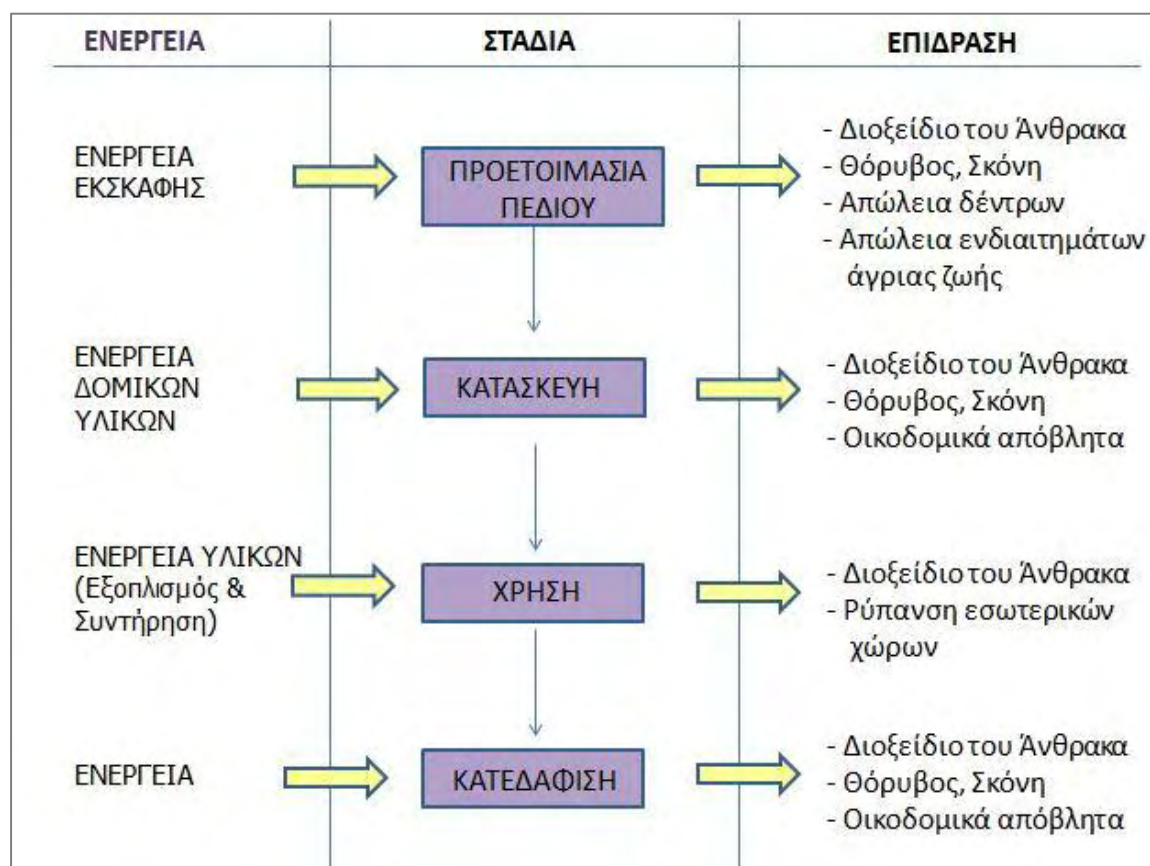 ΕΝΕΡΓΕΙΑ
ΣΤΑΔΙΑ
ΕΠΙΔΡΑΣΗ
ΕΝΕΡΓΕΙΑ
ΕΚΣΚΑΦΗΣ
ΠΡΟΕΤΟΙΜΑΣΙΑ
ΠΕΔΙΟΥ
- Διοξείδιο του Άνθρακα
- Θόρυβος, Σκόνη
- Απώλεια δέντρων
- Απώλεια ενδιαιτημάτων
άγριας ζωής
ΕΝΕΡΓΕΙΑ
ΔΟΜΙΚΩΝ
ΥΛΙΚΩΝ
ΚΑΤΑΣΚΕΥΗ
- Διοξείδιο του Άνθρακα
- Θόρυβος, Σκόνη
- Οικοδομικά απόβλητα
ΕΝΕΡΓΕΙΑ ΥΛΙΚΩΝ
(Εξοπλισμός &
Συντήρηση)
ΧΡΗΣΗ
- Διοξείδιο του Άνθρακα
- Ρύπανση εσωτερικών
χώρων
ΕΝΕΡΓΕΙΑ
ΚΑΤΕΔΑΦΙΣΗ
- Διοξείδιο του Άνθρακα
- Θόρυβος, Σκόνη
- Οικοδομικά απόβλητα